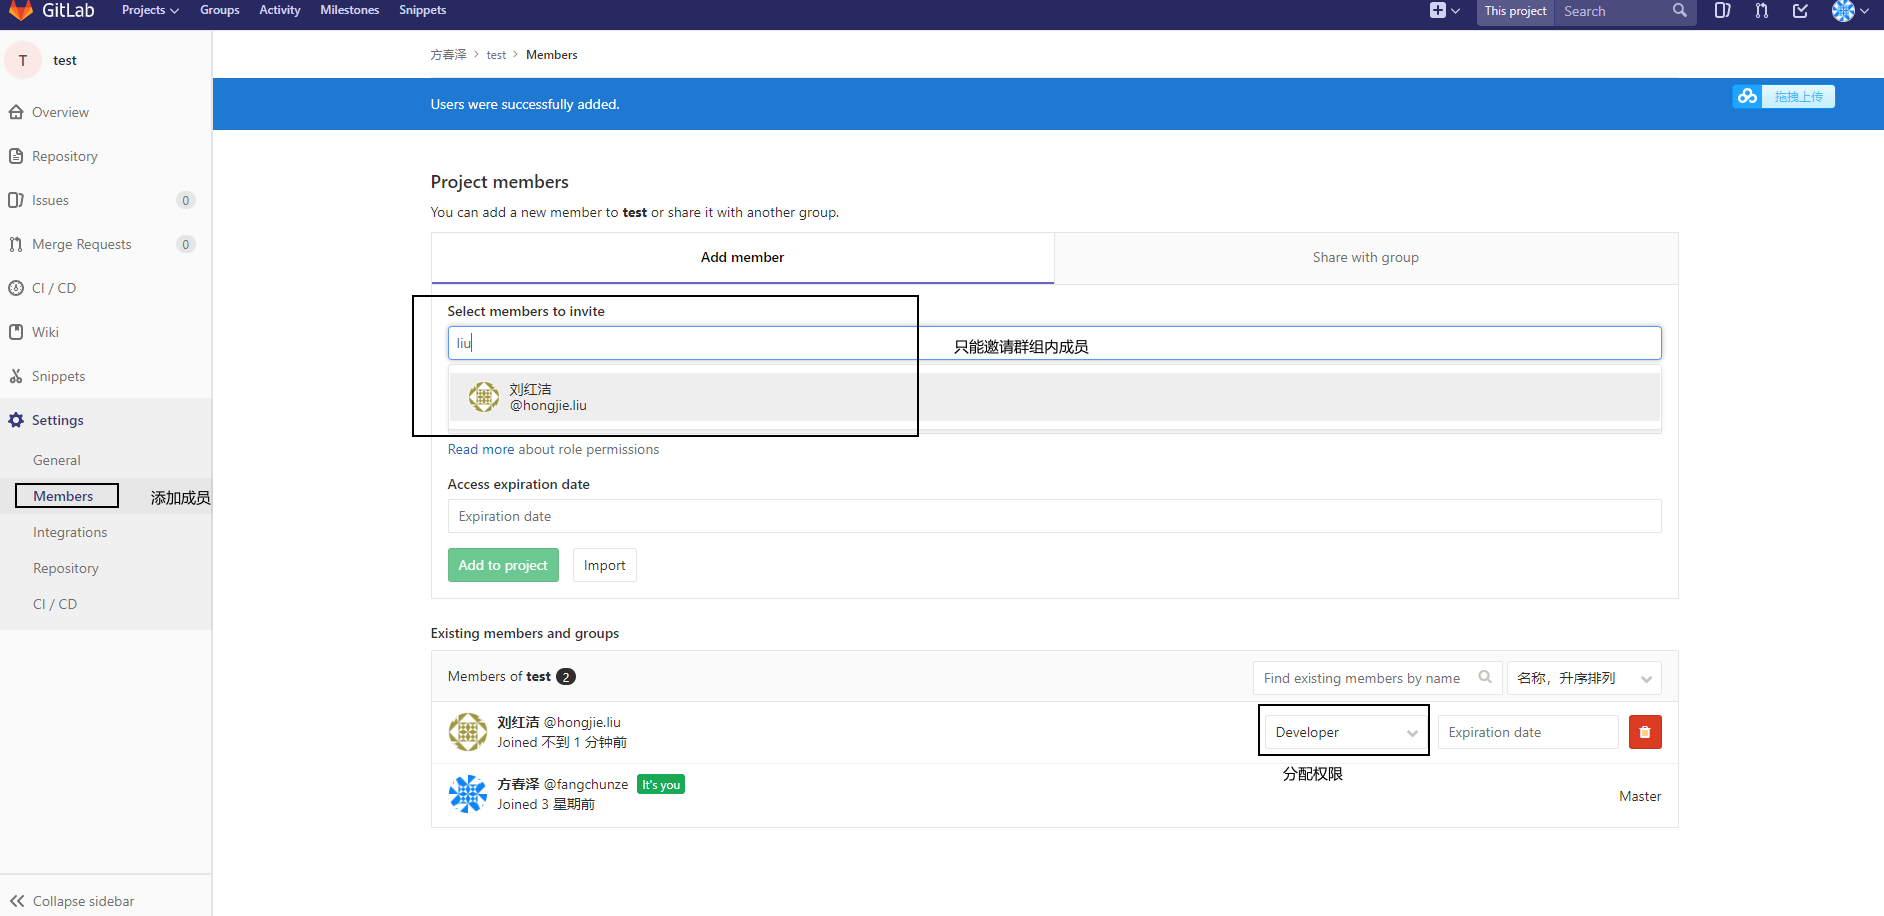 GitLab Projects Groups Activity Milestones Snippets This project Search
T test
方春泽 › test › Members
Users were successfully added.
拖拽上传
Overview
Repository
Issues 0
Merge Requests 0
CI / CD
Wiki
Snippets
Settings
General
Members 添加成员
Integrations
Repository
CI / CD
Collapse sidebar
Project members
You can add a new member to test or share it with another group.
Add member Share with group
Select members to invite
liu
只能邀请群组内成员
刘红洁
@hongjie.liu
Read more about role permissions
Access expiration date
Expiration date
Add to project Import
Existing members and groups
Members of test 2 Find existing members by name 名称，升序排列
刘红洁 @hongjie.liu
Joined 不到 1 分钟前
Developer Expiration date
分配权限
方春泽 @fangchunze It's you
Joined 3 星期前
Master